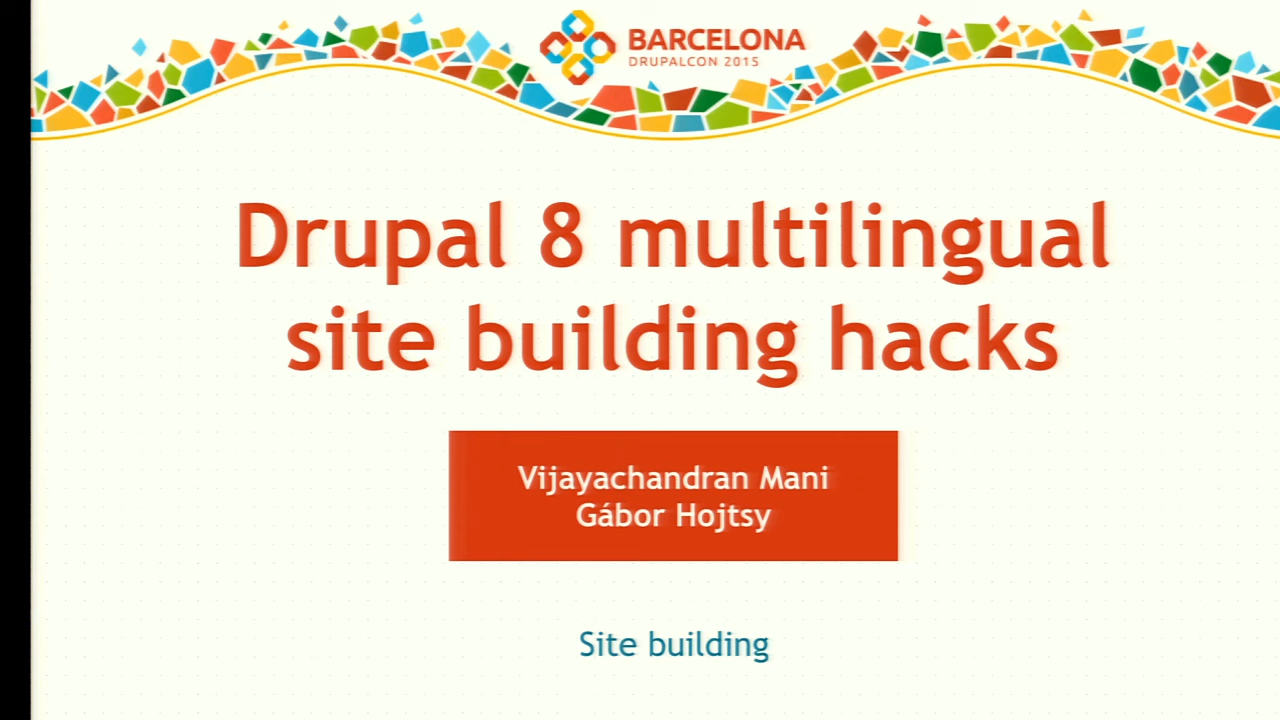 BARCELONA
DRUPALCON 2015
Drupal 8 multilingual
site building hacks
Vijayachandran Mani
Gábor Hojtsy
Site building